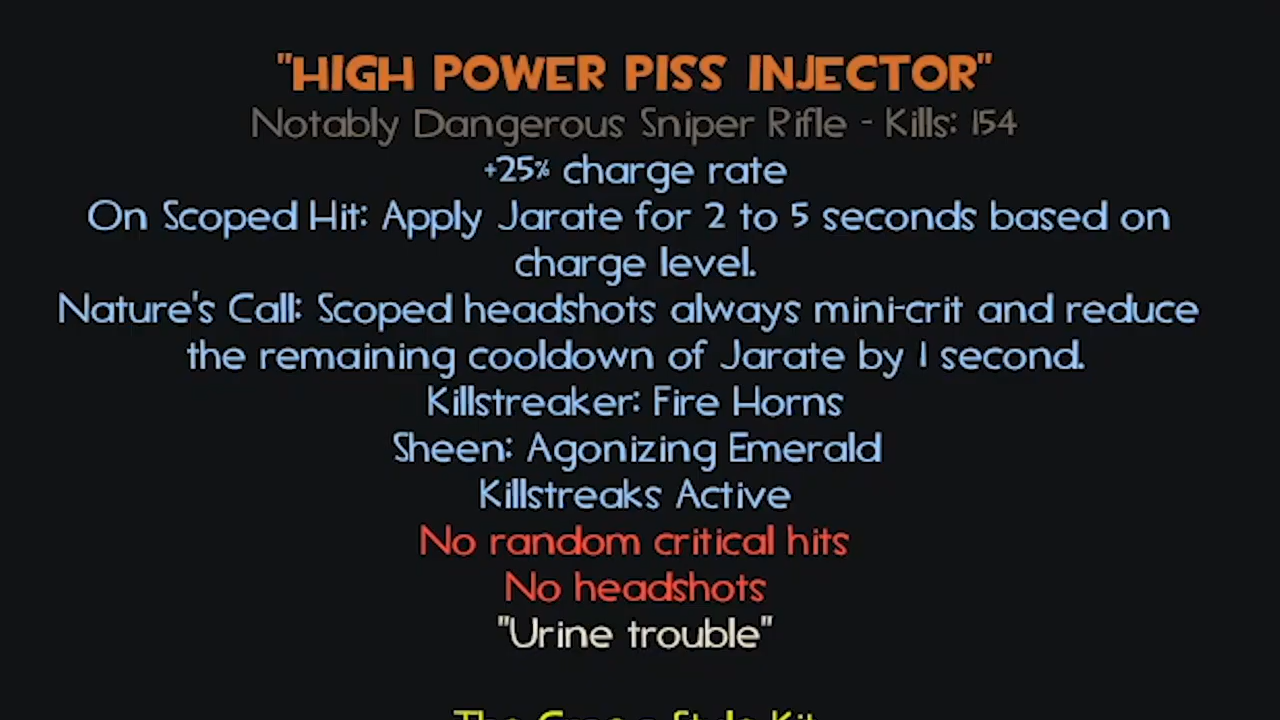 "HIGH POWER PISS INJECTOR"
Notably Dangerous Sniper Rifle - Kills: 154
+25% charge rate
On Scoped Hit: Apply Jarate for 2 to 5 seconds based on
charge level.
Nature's Call: Scoped headshots always mini-crit and reduce
the remaining cooldown of Jarate by 1 second.
Killstreaker: Fire Horns
Sheen: Agonizing Emerald
Killstreaks Active
No random critical hits
No headshots
"Urine trouble"
The Style Kit